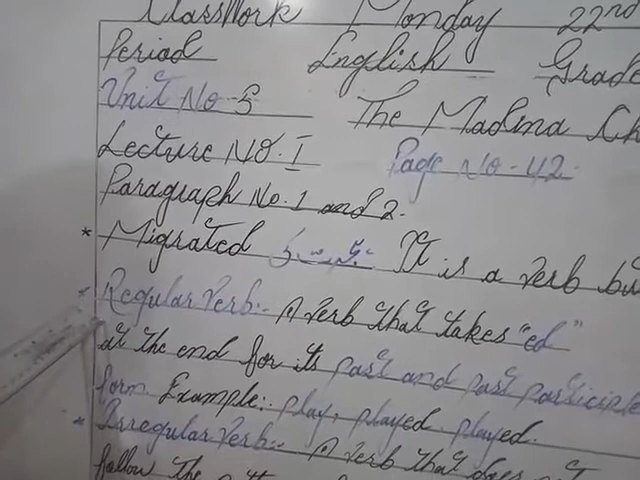 ClassWork Monday 22nd
Period English Grade
Unit No 5 The Madina Ch
Lecture NO. I Page No-42
Paragraph No. 1 and 2.
* Migrated It is a verb bu
* Regular Verb:- A verb that takes "ed"
at the end for its past and past participle
form Example:- play, played played.
* Irregular Verb:- A verb that does not
follow the